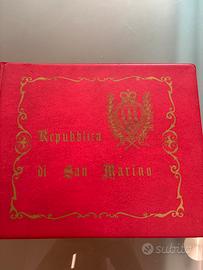 Repubblica
di San Marino
subito